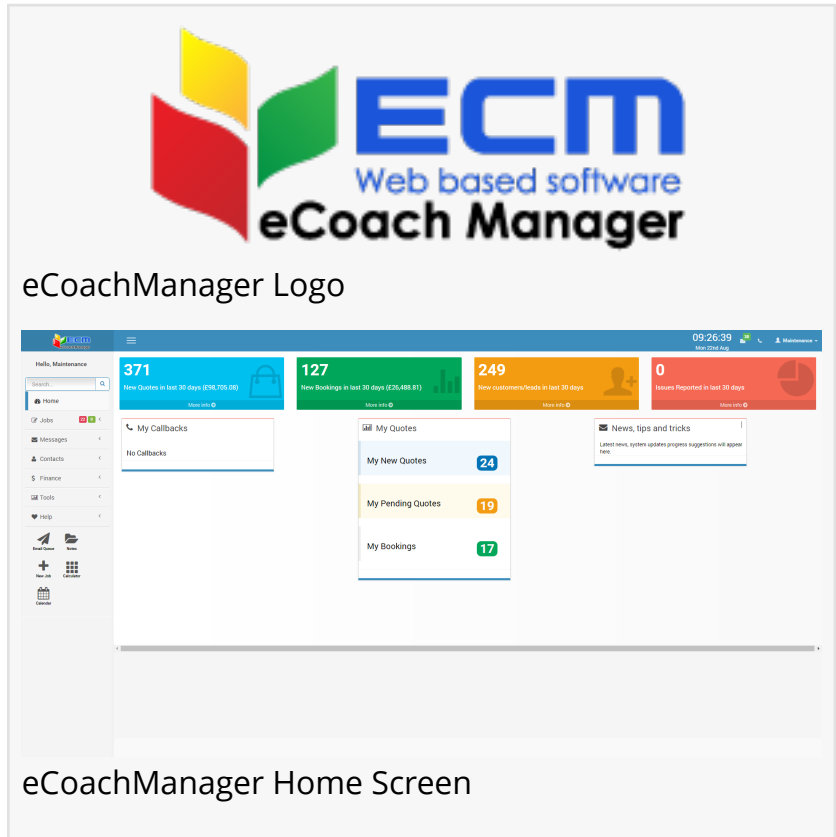 ECM
Web based software
eCoach Manager
eCoachManager Logo
ECM
09:26:39
Mon 22nd Aug
Maintenance
Hello, Maintenance
Search...
Home
Jobs
Messages
Contacts
Finance
Tools
Help
Email Queue Notes
New Job Calculator
Calendar
371
New Quotes in last 30 days (£98,705.08)
More info
127
New Bookings in last 30 days (£26,488.81)
More info
249
New customers/leads in last 30 days
More info
0
Issues Reported in last 30 days
More info
My Callbacks
No Callbacks
My Quotes
My New Quotes 24
My Pending Quotes 19
My Bookings 17
News, tips and tricks
Latest news, system updates progress suggestions will appear
here.
eCoachManager Home Screen